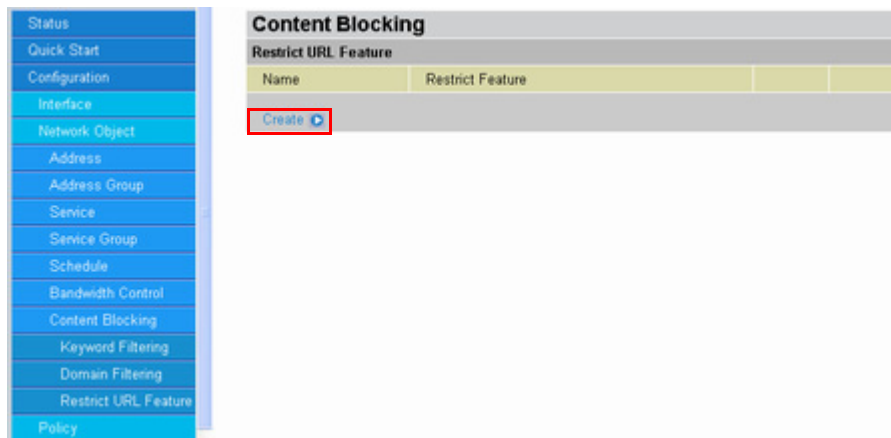 Status
Quick Start
Configuration
Interface
Network Object
Address
Address Group
Service
Service Group
Schedule
Bandwidth Control
Content Blocking
Keyword Filtering
Domain Filtering
Restrict URL Feature
Policy
Content Blocking
Restrict URL Feature
Name Restrict Feature
Create